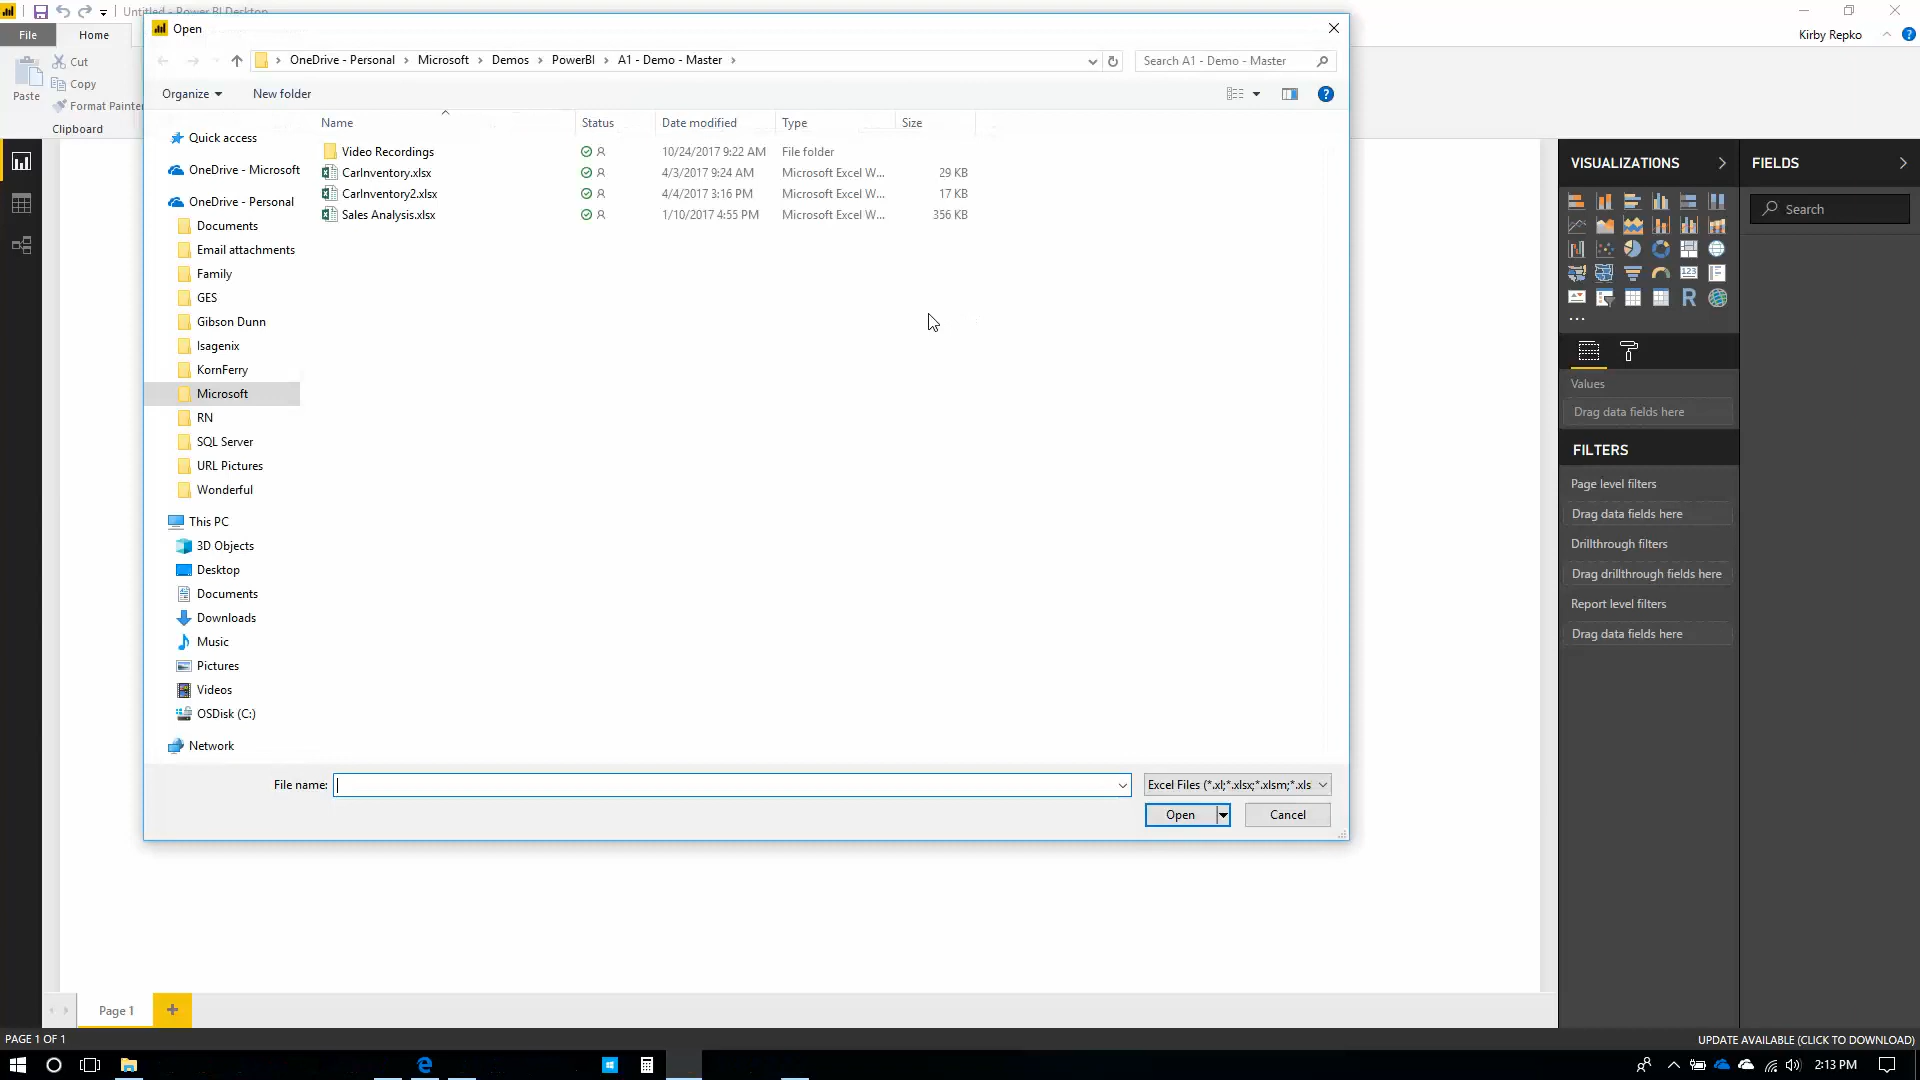 Untitled - Power BI Desktop
File
Home
Kirby Repko
Cut
Copy
Format Painter
Paste
Clipboard
Open
OneDrive - Personal > Microsoft > Demos > PowerBI > A1 - Demo - Master >
Search A1 - Demo - Master
Organize
New folder
Name
Status
Date modified
Type
Size
Video Recordings 10/24/2017 9:22 AM File folder
CarInventory.xlsx 4/3/2017 9:24 AM Microsoft Excel W... 29 KB
CarInventory2.xlsx 4/4/2017 3:16 PM Microsoft Excel W... 17 KB
Sales Analysis.xlsx 1/10/2017 4:55 PM Microsoft Excel W... 356 KB
Quick access
OneDrive - Microsoft
OneDrive - Personal
Documents
Email attachments
Family
GES
Gibson Dunn
Isagenix
KornFerry
Microsoft
RN
SQL Server
URL Pictures
Wonderful
This PC
3D Objects
Desktop
Documents
Downloads
Music
Pictures
Videos
OSDisk (C:)
Network
File name:
Excel Files (*.xl;*.xlsx;*.xlsm;*.xls
Open
Cancel
VISUALIZATIONS
123
R
...
Values
Drag data fields here
FILTERS
Page level filters
Drag data fields here
Drillthrough filters
Drag drillthrough fields here
Report level filters
Drag data fields here
FIELDS
Search
Page 1
+
PAGE 1 OF 1
UPDATE AVAILABLE (CLICK TO DOWNLOAD)
2:13 PM